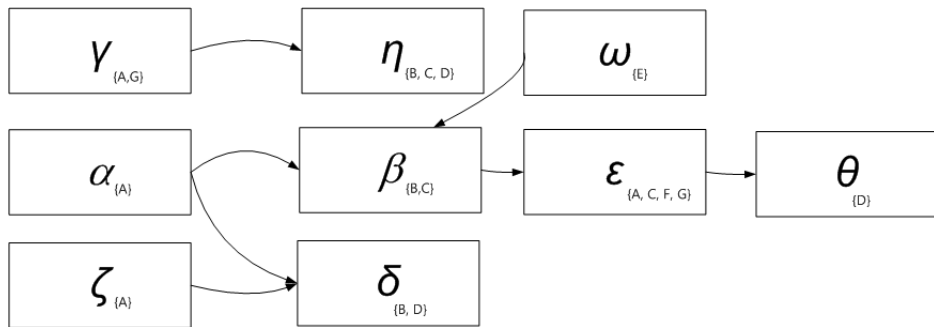 γ {A,G}
η {B, C, D}
ω {E}
α {A}
β {B,C}
ε {A, C, F, G}
θ {D}
ζ {A}
δ {B, D}